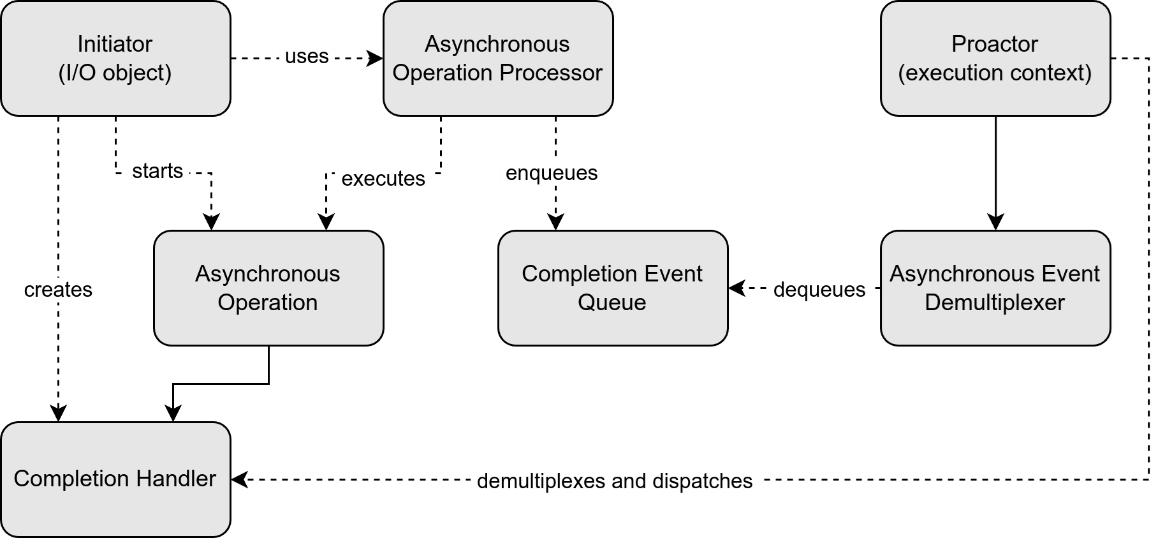 Initiator
(I/O object)
uses
Asynchronous
Operation Processor
Proactor
(execution context)
starts
executes
enqueues
creates
Asynchronous
Operation
Completion Event
Queue
dequeues
Asynchronous Event
Demultiplexer
Completion Handler
demultiplexes and dispatches